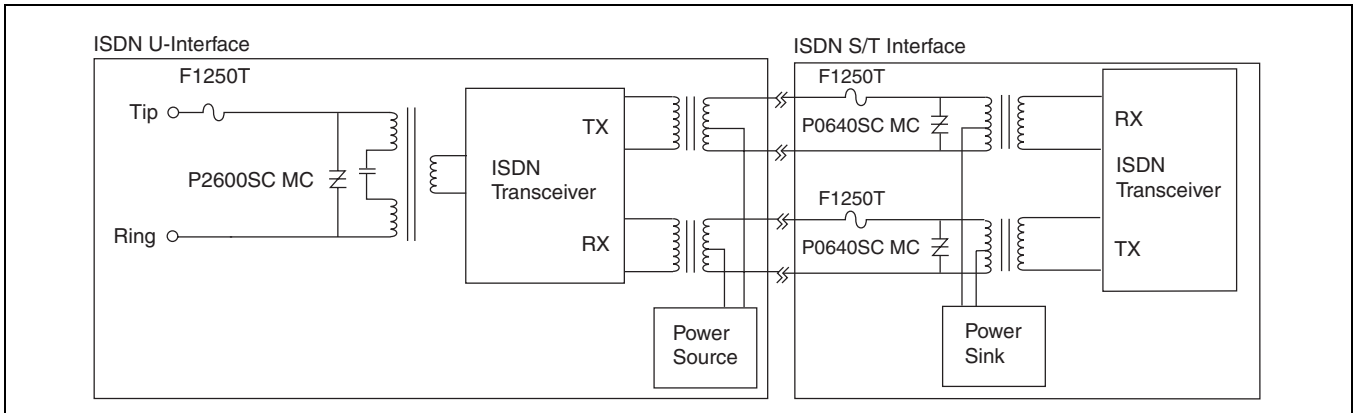 ISDN U-Interface
F1250T
Tip
P2600SC MC
Ring
ISDN
Transceiver
TX
RX
Power
Source
ISDN S/T Interface
F1250T
P0640SC MC
F1250T
P0640SC MC
RX
ISDN
Transceiver
TX
Power
Sink